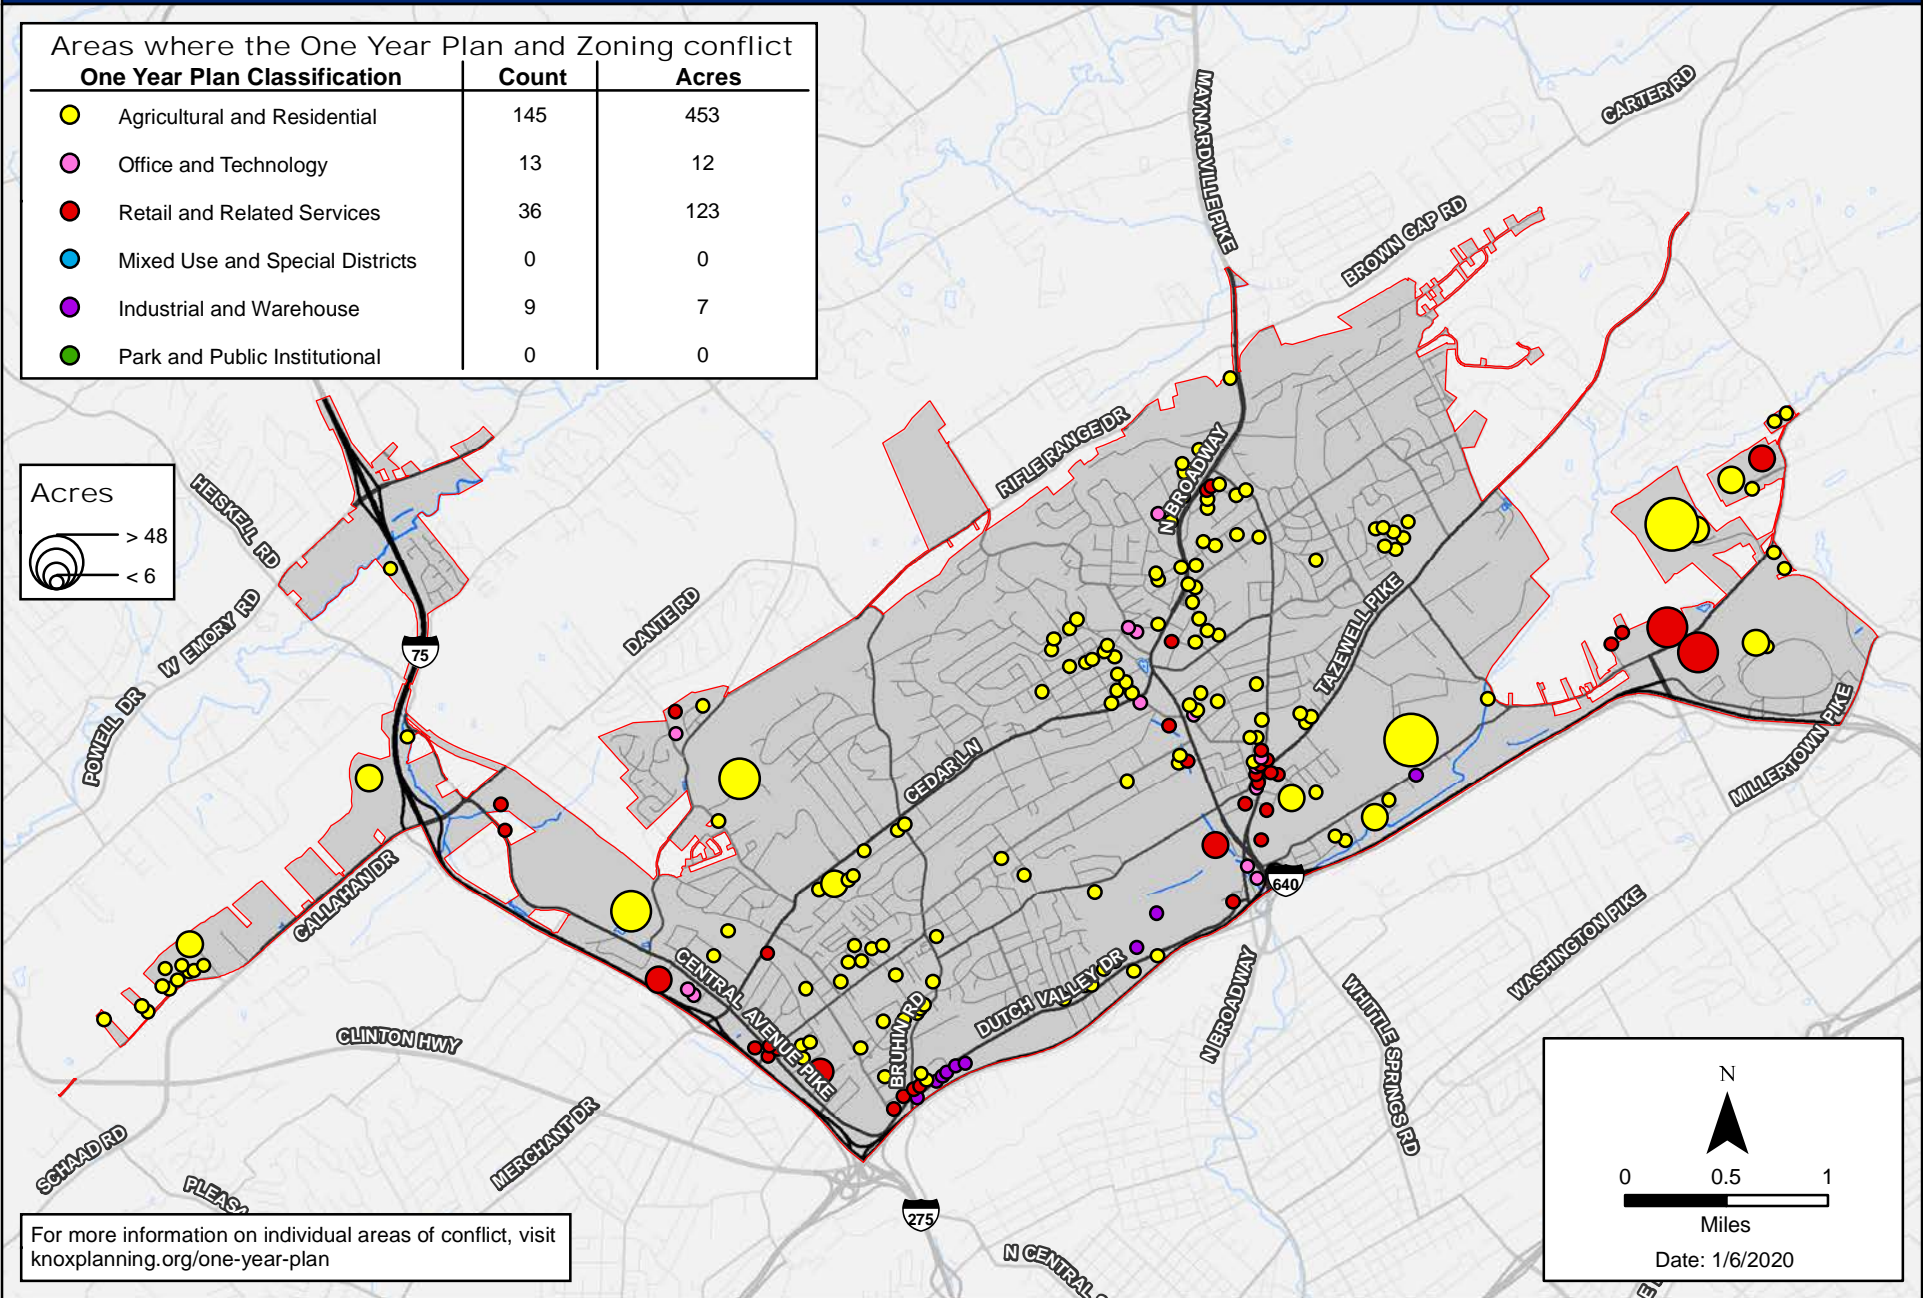 Areas where the One Year Plan and Zoning conflict
One Year Plan Classification Count Acres
Agricultural and Residential 145 453
Office and Technology 13 12
Retail and Related Services 36 123
Mixed Use and Special Districts 0 0
Industrial and Warehouse 9 7
Park and Public Institutional 0 0
Acres
> 48
< 6
MAYNARDVILLE PIKE
CARTER RD
BROWN GAP RD
RIFLE RANGE DR
N BROADWAY
HEISKELL RD
W EMORY RD
POWELL DR
DANTE RD
75
TAZEWELL PIKE
CEDAR LN
MILLERTOWN PIKE
CALLAHAN DR
640
CENTRAL AVENUE PIKE
BRUHIN RD
DUTCH VALLEY DR
N BROADWAY
WHITTLE SPRNGS RD
WASHINGTON PIKE
CLINTON HWY
MERCHANT DR
SCHAAD RD
PLEASA
275
N CENTRAL
For more information on individual areas of conflict, visit
knoxplanning.org/one-year-plan
N
0 0.5 1
Miles
Date: 1/6/2020